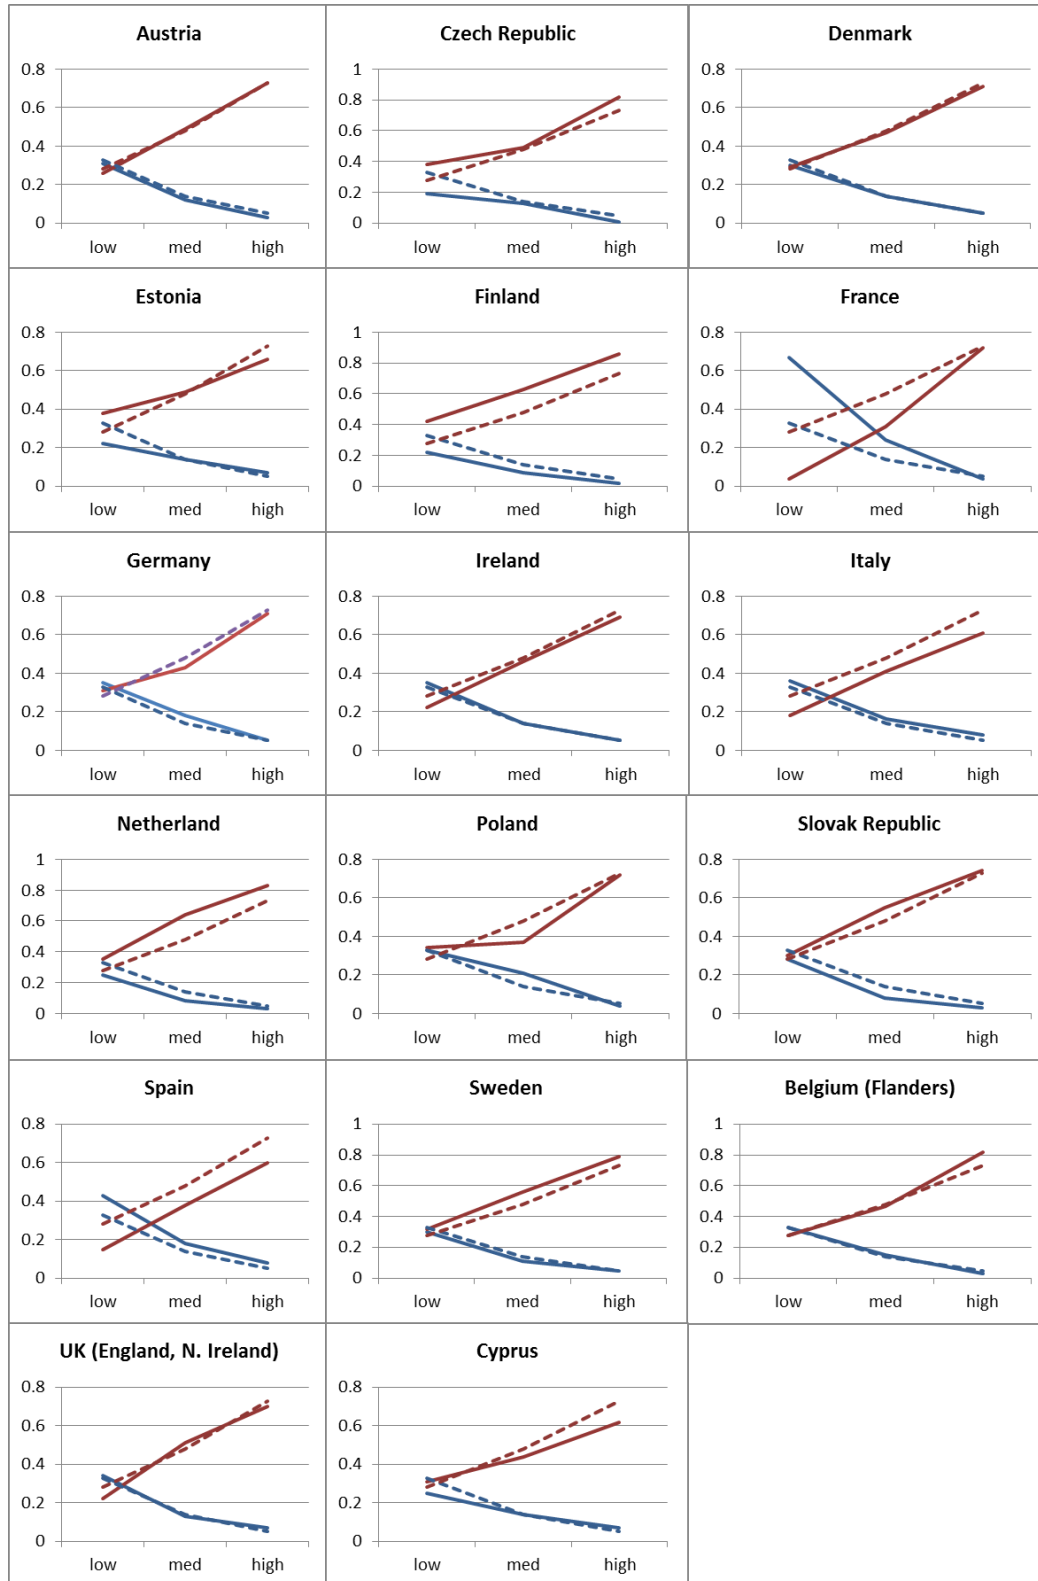 Austria
Czech Republic
Denmark
0.8
0.6
0.4
0.2
0
low med high
1
0.8
0.6
0.4
0.2
0
low med high
0.8
0.6
0.4
0.2
0
low med high
Estonia
Finland
France
0.8
0.6
0.4
0.2
0
low med high
1
0.8
0.6
0.4
0.2
0
low med high
0.8
0.6
0.4
0.2
0
low med high
Germany
Ireland
Italy
0.8
0.6
0.4
0.2
0
low med high
0.8
0.6
0.4
0.2
0
low med high
0.8
0.6
0.4
0.2
0
low med high
Netherland
Poland
Slovak Republic
1
0.8
0.6
0.4
0.2
0
low med high
0.8
0.6
0.4
0.2
0
low med high
0.8
0.6
0.4
0.2
0
low med high
Spain
Sweden
Belgium (Flanders)
0.8
0.6
0.4
0.2
0
low med high
1
0.8
0.6
0.4
0.2
0
low med high
1
0.8
0.6
0.4
0.2
0
low med high
UK (England, N. Ireland)
Cyprus
0.8
0.6
0.4
0.2
0
low med high
0.8
0.6
0.4
0.2
0
low med high